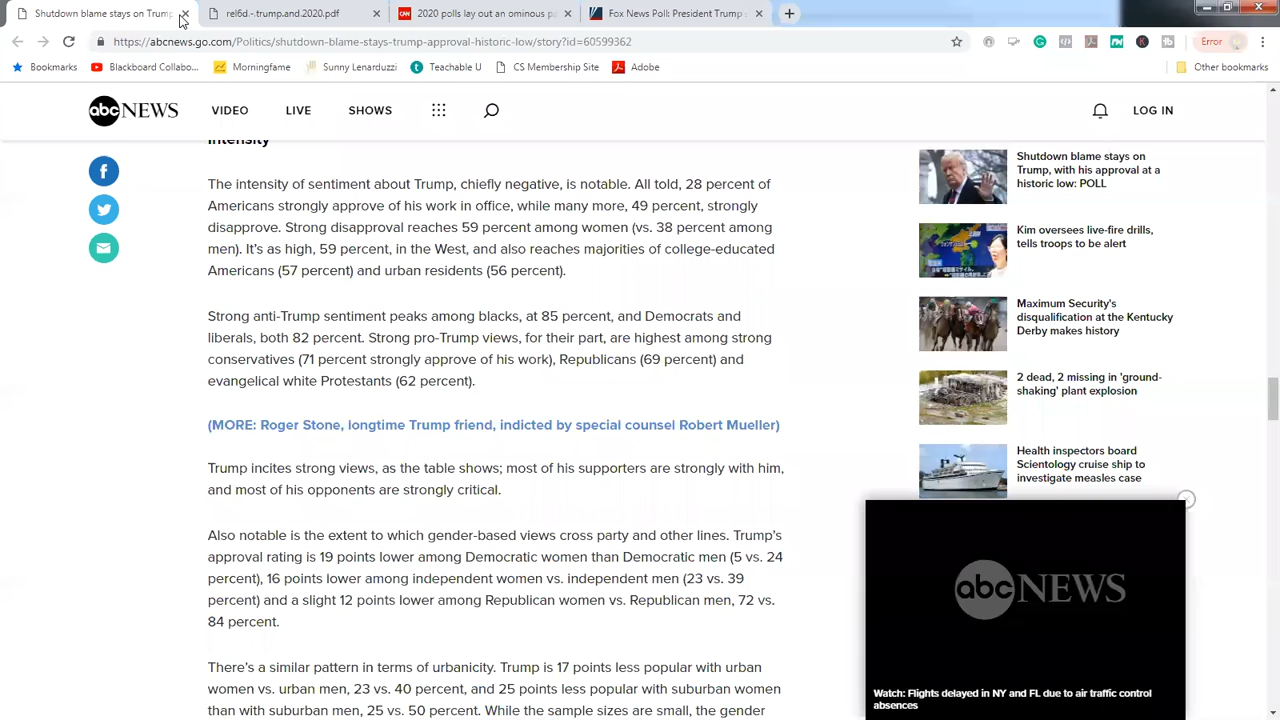 Shutdown blame stays on Trump
rel6d.- trump.and.2020.pdf
CNN 2020 polls lay out
Fox News Poll: President Trump
https://abcnews.go.com/Politics/shutdown-blame-stays-trump-approval-historic-low/story?id=60599362
Error
Bookmarks
Blackboard Collabo...
Morningfame
Sunny Lenarduzzi
Teachable U
CS Membership Site
Adobe
Other bookmarks
abc NEWS
VIDEO
LIVE
SHOWS
LOG IN
Intensity
The intensity of sentiment about Trump, chiefly negative, is notable. All told, 28 percent of
Americans strongly approve of his work in office, while many more, 49 percent, strongly
disapprove. Strong disapproval reaches 59 percent among women (vs. 38 percent among
men). It's as high, 59 percent, in the West, and also reaches majorities of college-educated
Americans (57 percent) and urban residents (56 percent).
Strong anti-Trump sentiment peaks among blacks, at 85 percent, and Democrats and
liberals, both 82 percent. Strong pro-Trump views, for their part, are highest among strong
conservatives (71 percent strongly approve of his work), Republicans (69 percent) and
evangelical white Protestants (62 percent).
(MORE: Roger Stone, longtime Trump friend, indicted by special counsel Robert Mueller)
Trump incites strong views, as the table shows; most of his supporters are strongly with him,
and most of his opponents are strongly critical.
Also notable is the extent to which gender-based views cross party and other lines. Trump's
approval rating is 19 points lower among Democratic women than Democratic men (5 vs. 24
percent), 16 points lower among independent women vs. independent men (23 vs. 39
percent) and a slight 12 points lower among Republican women vs. Republican men, 72 vs.
84 percent.
There's a similar pattern in terms of urbanicity. Trump is 17 points less popular with urban
women vs. urban men, 23 vs. 40 percent, and 25 points less popular with suburban women
than with suburban men, 25 vs. 50 percent. While the sample sizes are small, the gender
Shutdown blame stays on
Trump, with his approval at a
historic low: POLL
Kim oversees live-fire drills,
tells troops to be alert
Maximum Security's
disqualification at the Kentucky
Derby makes history
2 dead, 2 missing in 'ground-
shaking' plant explosion
Health inspectors board
Scientology cruise ship to
investigate measles case
abc NEWS
Watch: Flights delayed in NY and FL due to air traffic control
absences